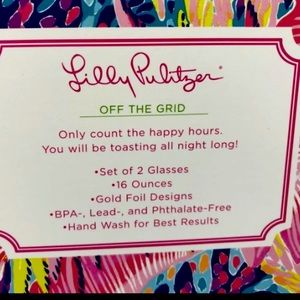 Lilly Pulitzer®
OFF THE GRID
Only count the happy hours.
You will be toasting all night long!
•Set of 2 Glasses
•16 Ounces
•Gold Foil Designs
•BPA-, Lead-, and Phthalate-Free
•Hand Wash for Best Results